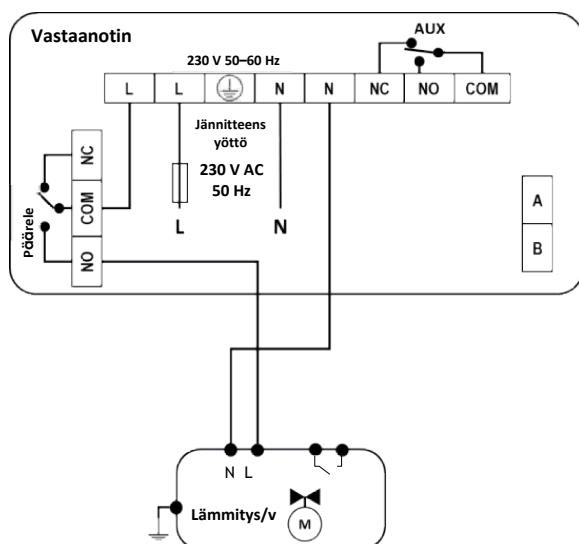 Vastaanotin
AUX
230 V 50–60 Hz
L L N N NC NO COM
Jännitteens
yöttö
230 V AC
50 Hz
L N
Päärele
NC
COM
NO
A
B
N L
Lämmitys/v
M